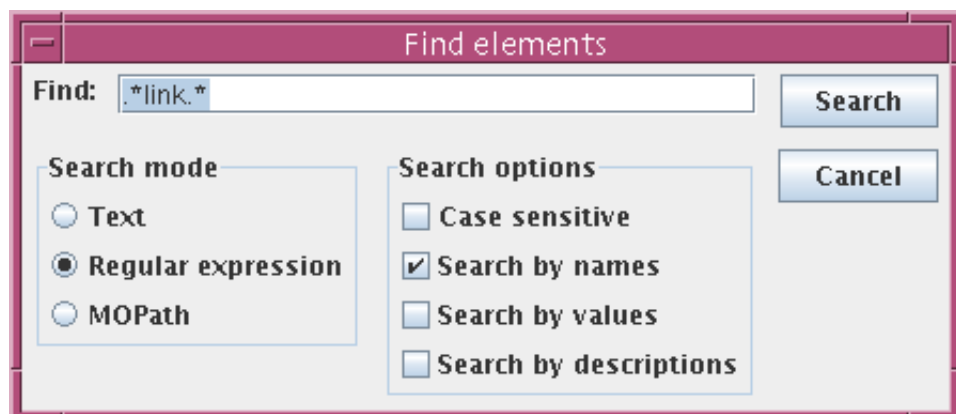 Find elements
Find: .*link.*
Search
Cancel
Search mode
Text
Regular expression
MOPath
Search options
Case sensitive
Search by names
Search by values
Search by descriptions